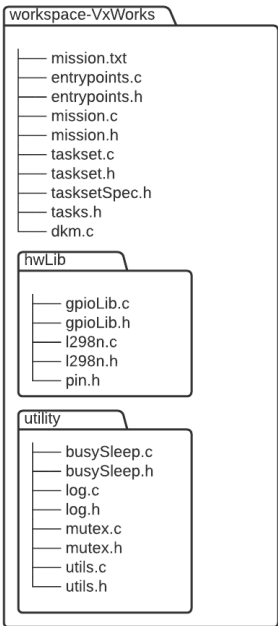 workspace-VxWorks
mission.txt
entrypoints.c
entrypoints.h
mission.c
mission.h
taskset.c
taskset.h
tasksetSpec.h
tasks.h
dkm.c
hwLib
gpioLib.c
gpioLib.h
l298n.c
l298n.h
pin.h
utility
busySleep.c
busySleep.h
log.c
log.h
mutex.c
mutex.h
utils.c
utils.h